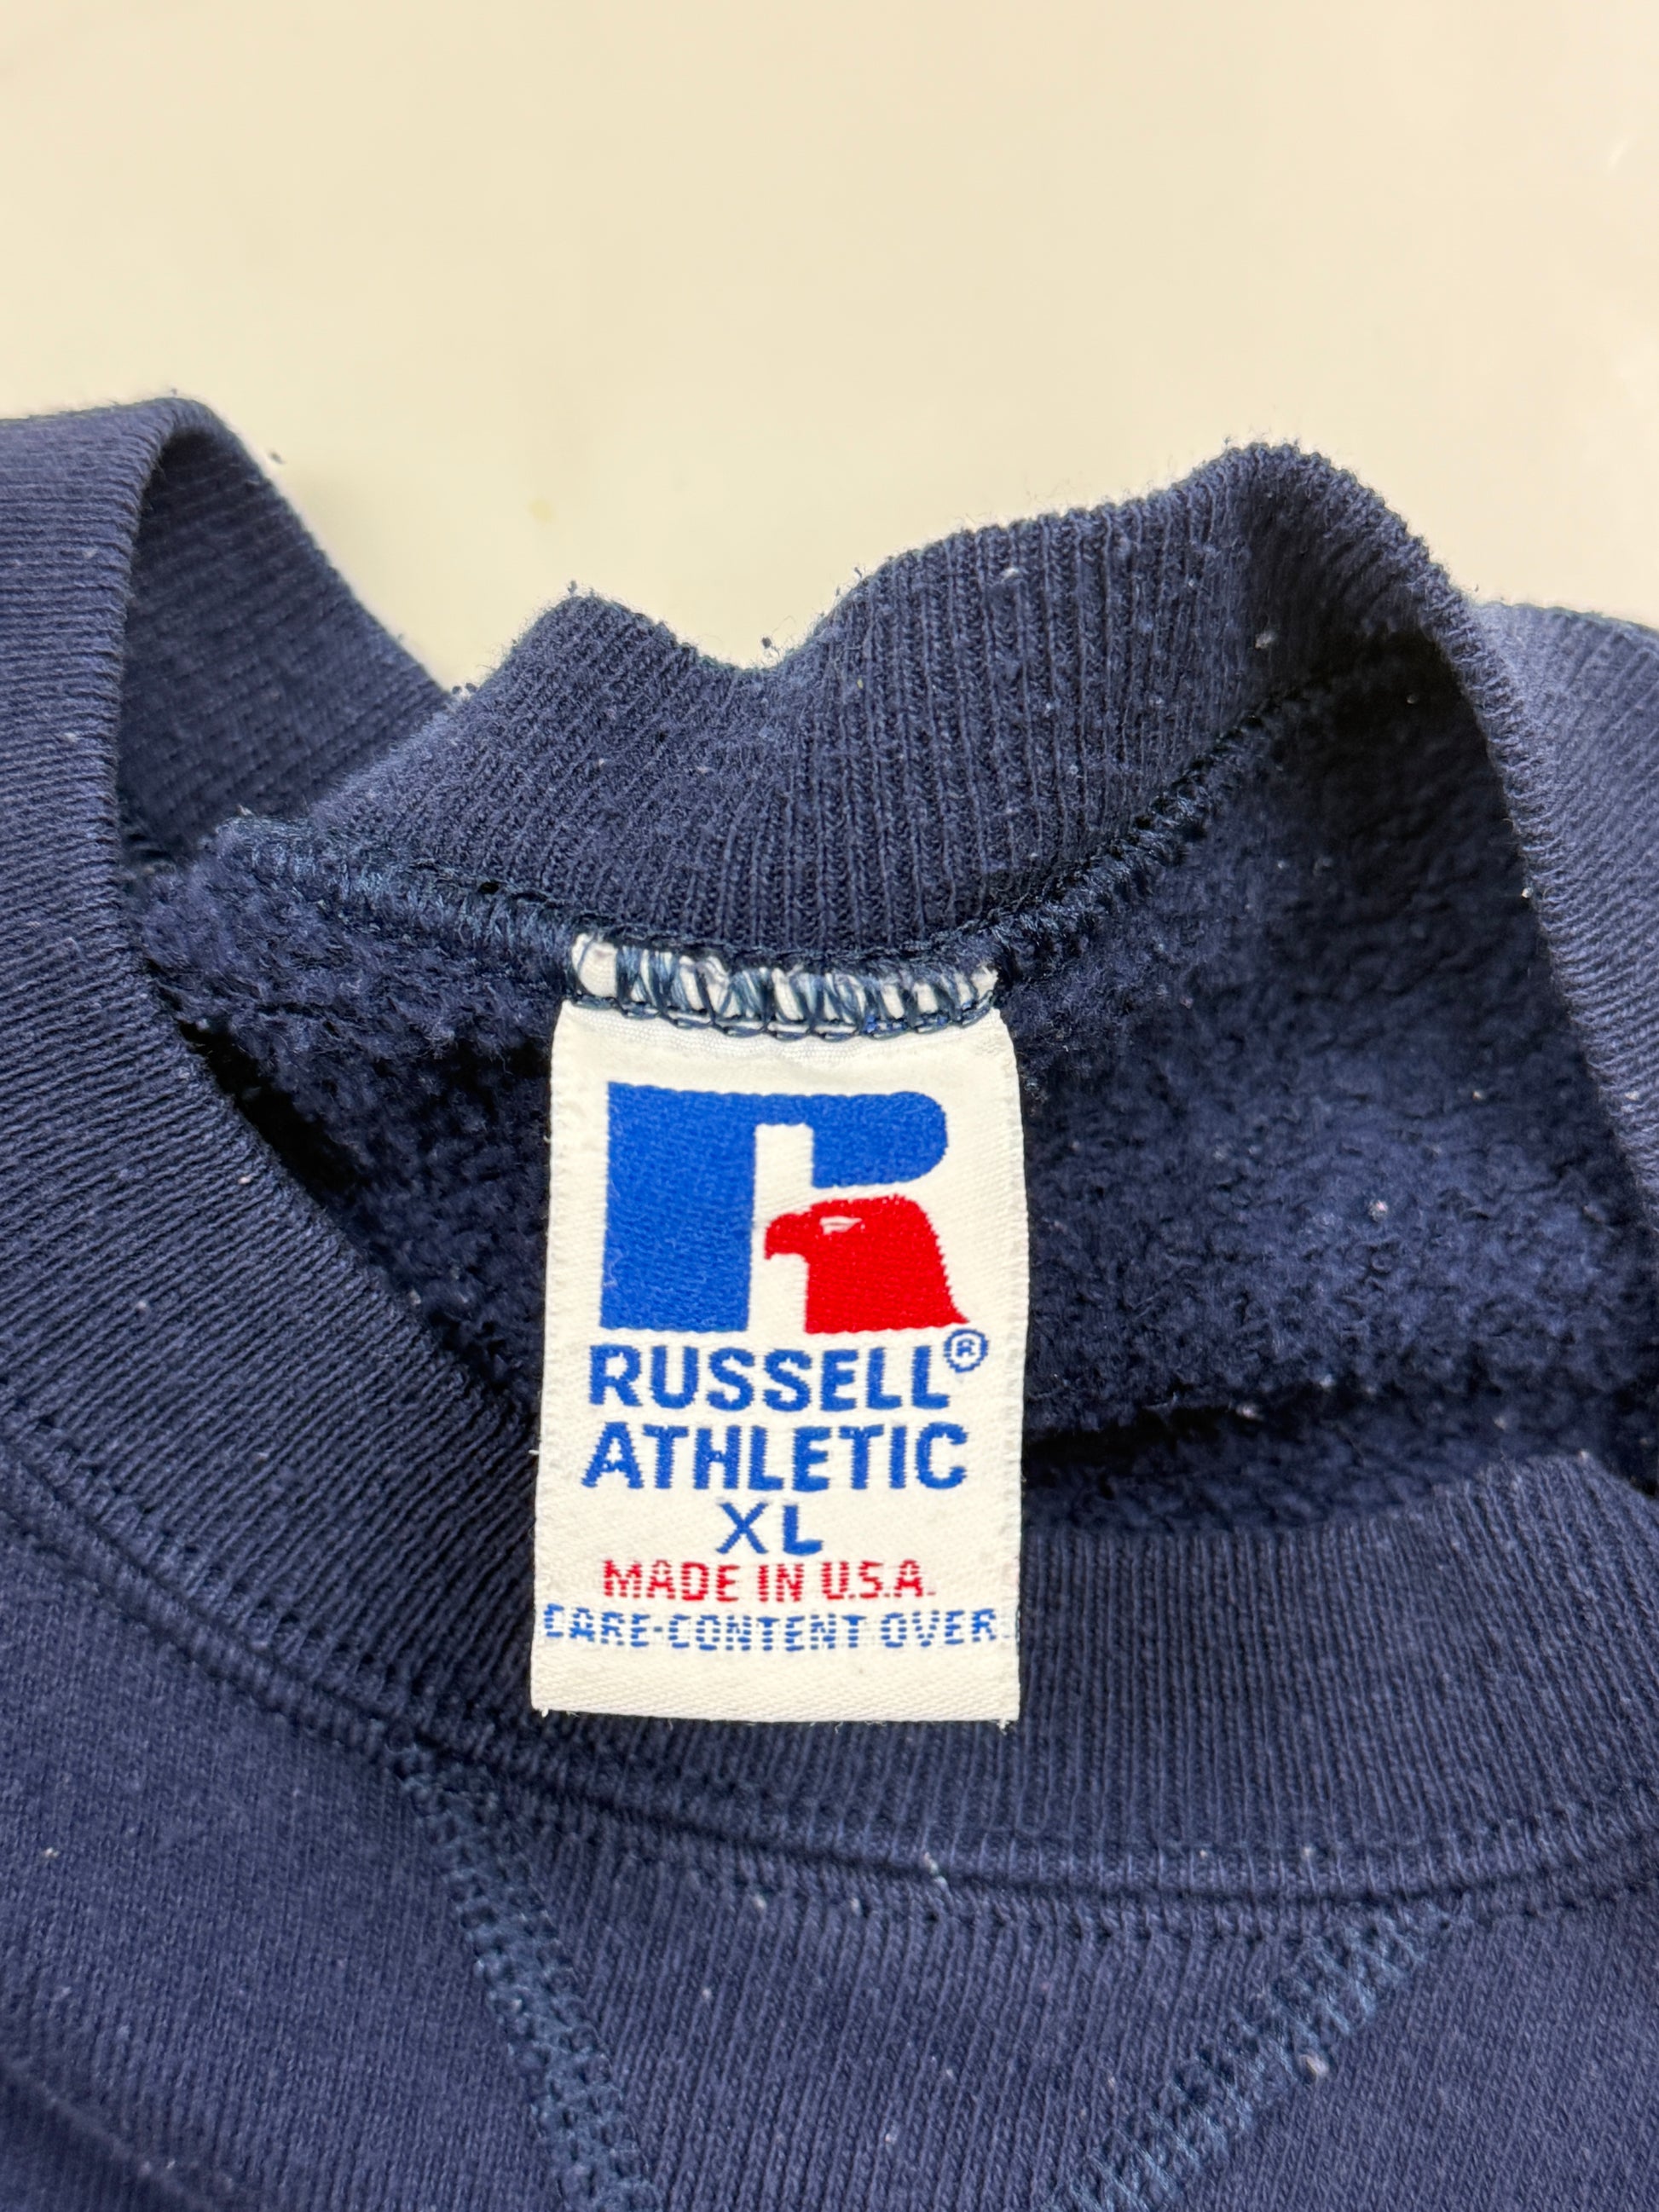 RUSSELL®
ATHLETIC
XL
MADE IN U.S.A.
CARE-CONTENT OVER